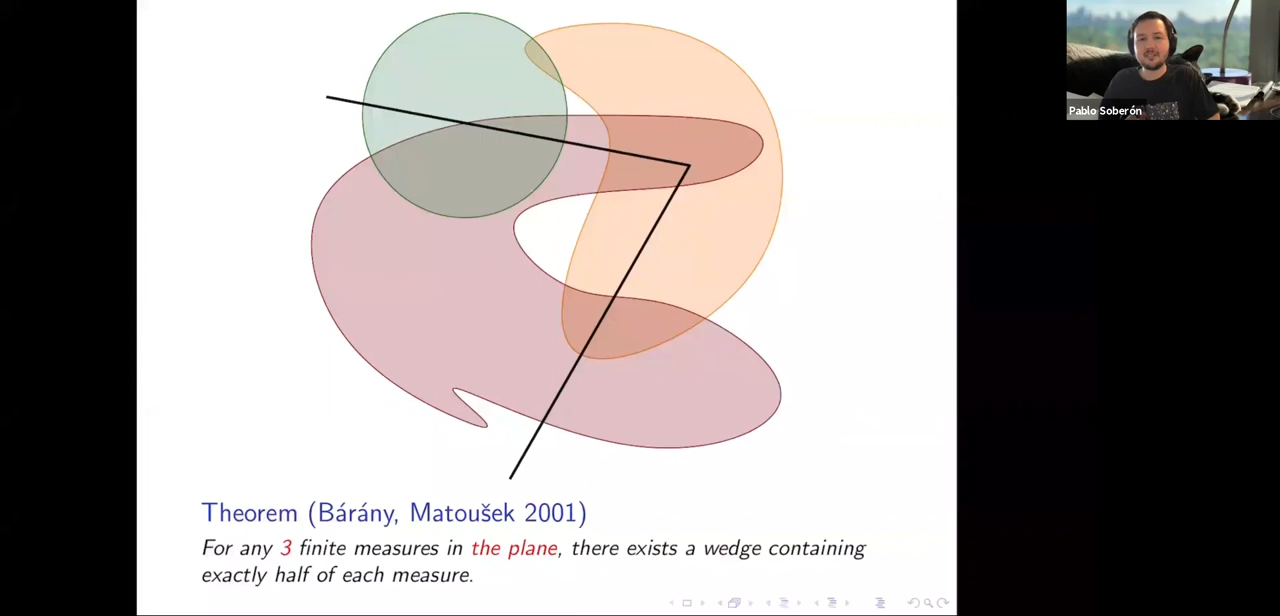 Pablo Soberón
Theorem (Bárány, Matoušek 2001)
For any 3 finite measures in the plane, there exists a wedge containing
exactly half of each measure.